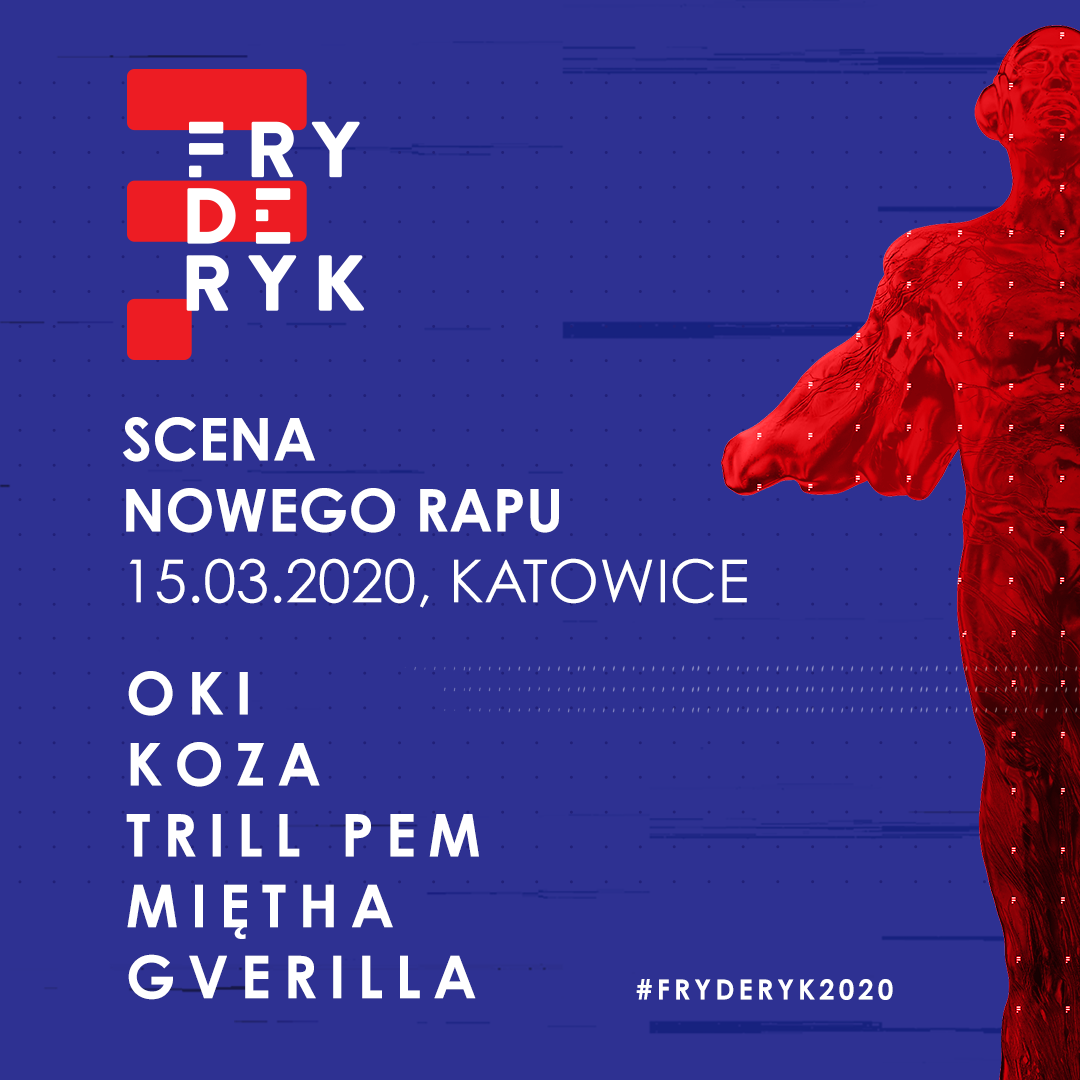 FRY
DE
RYK
SCENA
NOWEGO RAPU
15.03.2020, KATOWICE
OKI
KOZA
TRILL PEM
MIĘTHA
GVERILLA
#FRYDERYK2020